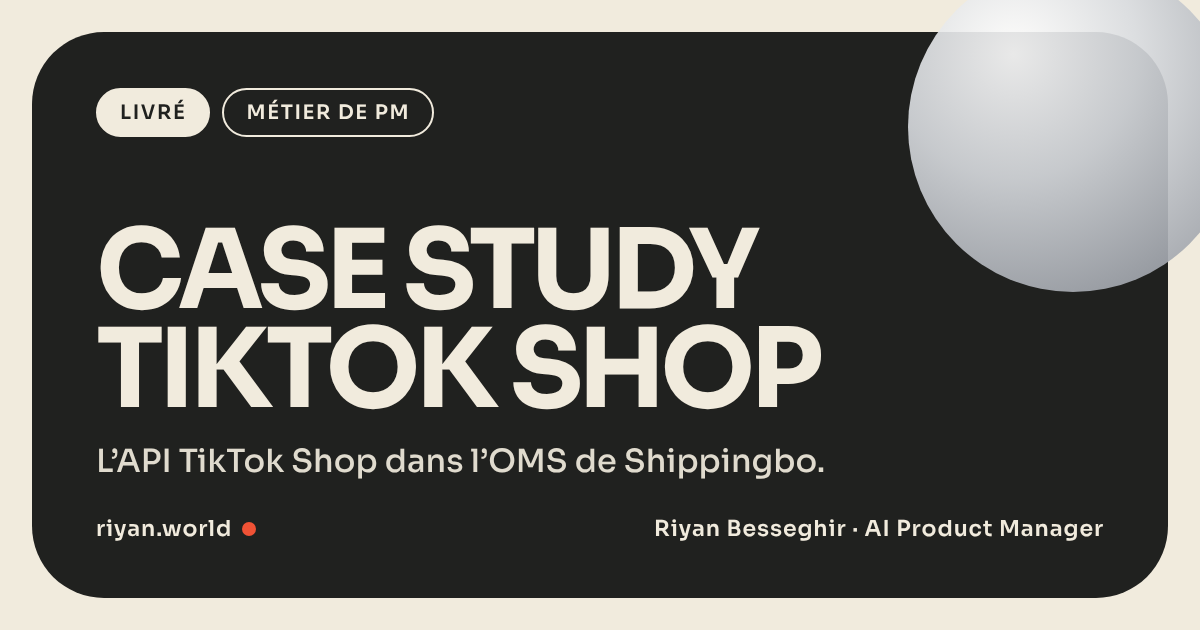 LIVRÉ
MÉTIER DE PM
CASE STUDY
TIKTOK SHOP
L’API TikTok Shop dans l’OMS de Shippingbo.
riyan.world
Riyan Besseghir · AI Product Manager